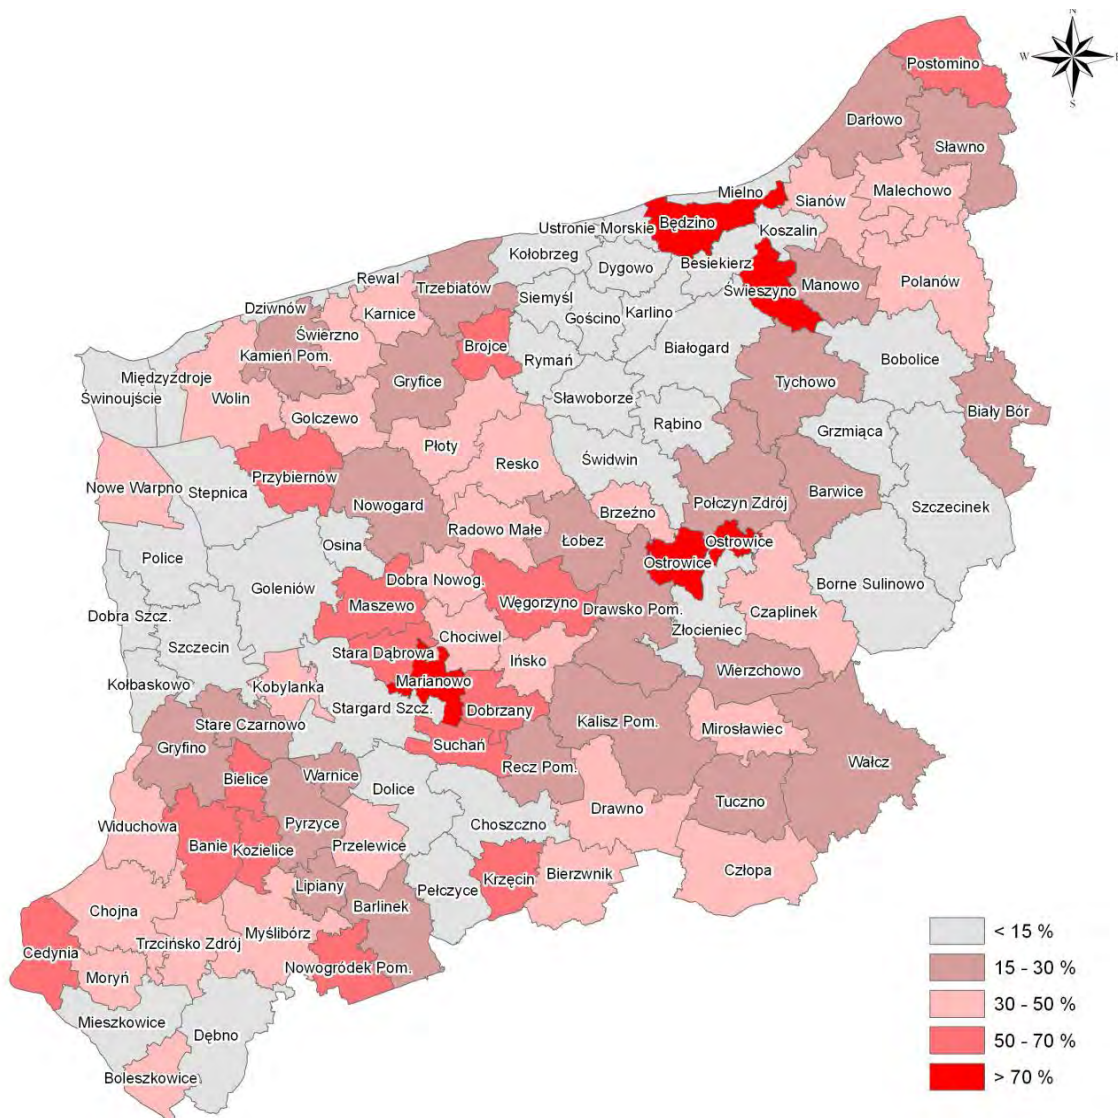 N
W
E
S
Postomino
Darłowo
Sławno
Mielno
Sianów
Malechowo
Ustronie Morskie
Będzino
Koszalin
Kołobrzeg
Dygowo
Besiekierz
Rewal
Trzebiatów
Siemyśl
Świeszyno
Manowo
Polanów
Dziwnów
Karnice
Gościno
Karlino
Świerzno
Kamień Pom.
Brojce
Rymań
Białogard
Bobolice
Międzyzdroje
Gryfice
Tychowo
Świnoujście
Wolin
Sławoborze
Golczewo
Rąbino
Grzmiąca
Biały Bór
Płoty
Resko
Świdwin
Przybiernów
Nowe Warpno
Stepnica
Nowogard
Połczyn Zdrój
Barwice
Szczecinek
Brzeźno
Radowo Małe
Łobez
Ostrowice
Osina
Police
Ostrowice
Goleniów
Dobra Nowog.
Borne Sulinowo
Maszewo
Węgorzyno
Drawsko Pom.
Czaplinek
Dobra Szcz.
Złocieniec
Chociwel
Szczecin
Stara Dąbrowa
Ińsko
Wierzchowo
Kołbaskowo
Kobylanka
Marianowo
Stargard Szcz.
Dobrzany
Stare Czarnowo
Kalisz Pom.
Mirosławiec
Gryfino
Suchań
Recz Pom.
Wałcz
Bielice
Warnice
Dolice
Tuczno
Drawno
Widuchowa
Pyrzyce
Choszczno
Banie
Kozielice
Przelewice
Człopa
Krzęcin
Bierzwnik
Lipiany
Pełczyce
Chojna
Barlinek
Trzcińsko Zdrój
Myślibórz
Cedynia
Nowogródek Pom.
Moryń
Mieszkowice
Dębno
Boleszkowice
< 15 %
15 - 30 %
30 - 50 %
50 - 70 %
> 70 %